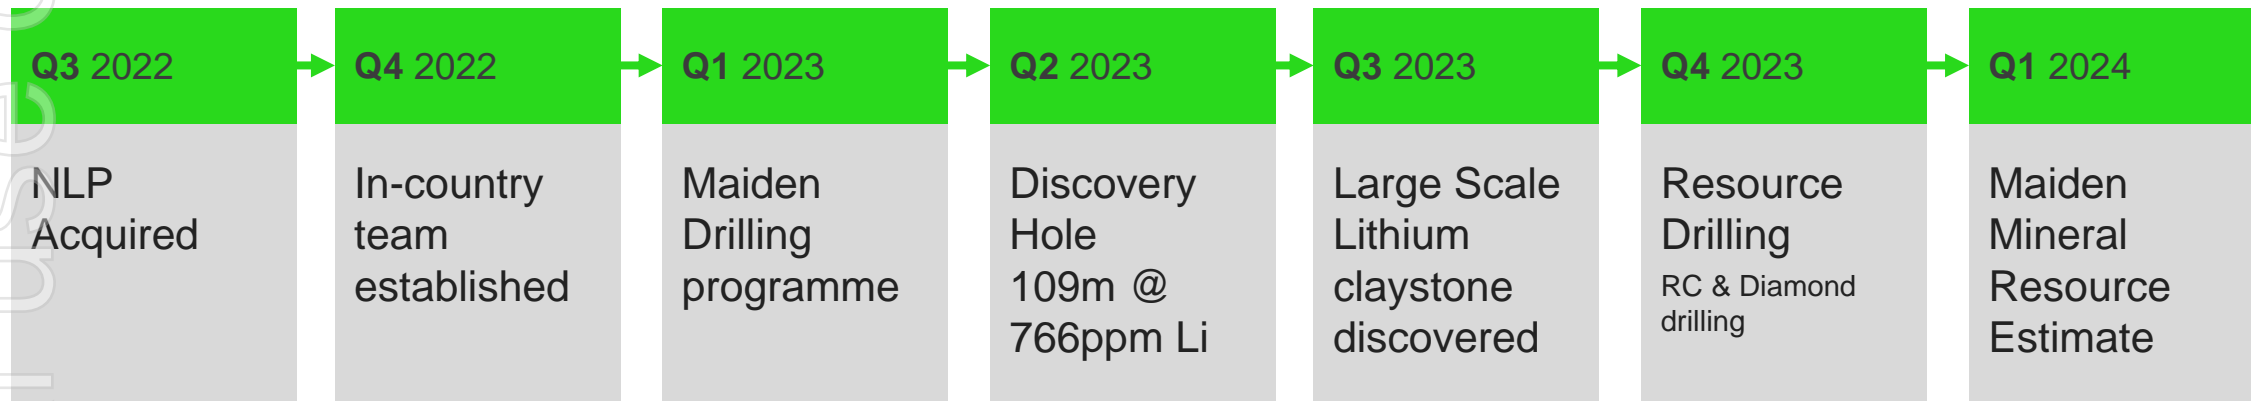 Q3 2022
NLP
Acquired
Q4 2022
In-country
team
established
Q1 2023
Maiden
Drilling
programme
Q2 2023
Discovery
Hole
109m @
766ppm Li
Q3 2023
Large Scale
Lithium
claystone
discovered
Q4 2023
Resource
Drilling
RC & Diamond
drilling
Q1 2024
Maiden
Mineral
Resource
Estimate
use